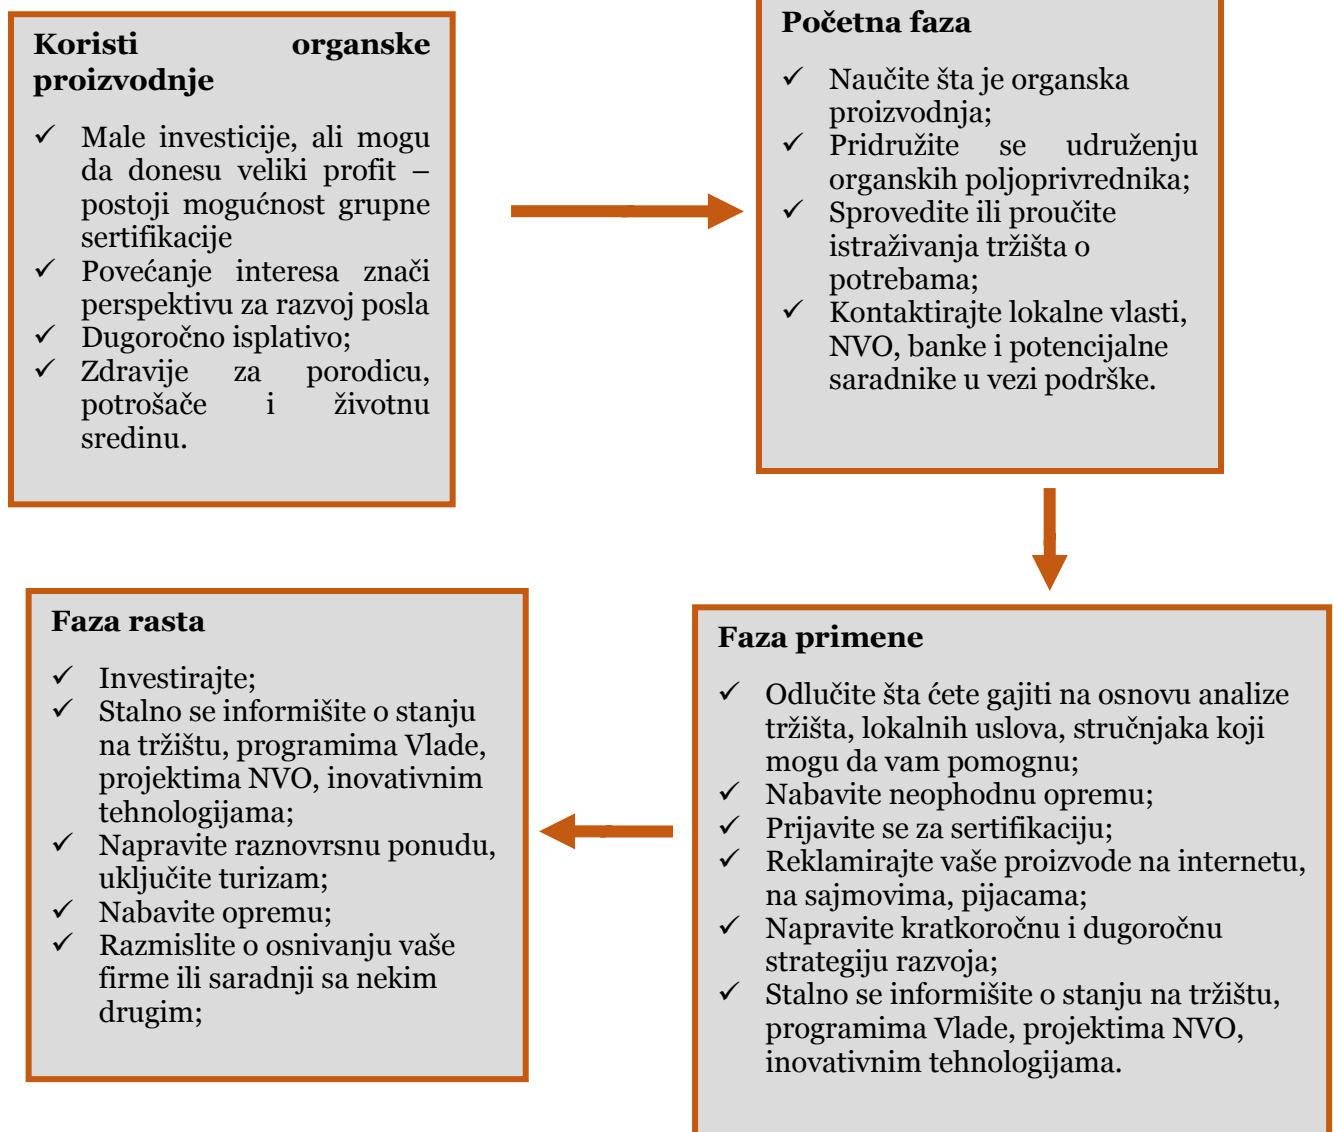 Koristi organske
proizvodnje
✓ Male investicije, ali mogu
da donesu veliki profit –
postoji mogućnost grupne
sertifikacije
✓ Povećanje interesa znači
perspektivu za razvoj posla
✓ Dugoročno isplativo;
✓ Zdravije za porodicu,
potrošače i životnu
sredinu.
Početna faza
✓ Naučite šta je organska
proizvodnja;
✓ Pridružite se udruženju
organskih poljoprivrednika;
✓ Sprovedite ili proučite
istraživanja tržišta o
potrebama;
✓ Kontaktirajte lokalne vlasti,
NVO, banke i potencijalne
saradnike u vezi podrške.
Faza primene
✓ Odlučite šta ćete gajiti na osnovu analize
tržišta, lokalnih uslova, stručnjaka koji
mogu da vam pomognu;
✓ Nabavite neophodnu opremu;
✓ Prijavite se za sertifikaciju;
✓ Reklamirajte vaše proizvode na internetu,
na sajmovima, pijacama;
✓ Napravite kratkoročnu i dugoročnu
strategiju razvoja;
✓ Stalno se informišite o stanju na tržištu,
programima Vlade, projektima NVO,
inovativnim tehnologijama.
Faza rasta
✓ Investirajte;
✓ Stalno se informišite o stanju
na tržištu, programima Vlade,
projektima NVO, inovativnim
tehnologijama;
✓ Napravite raznovrsnu ponudu,
uključite turizam;
✓ Nabavite opremu;
✓ Razmislite o osnivanju vaše
firme ili saradnji sa nekim
drugim;